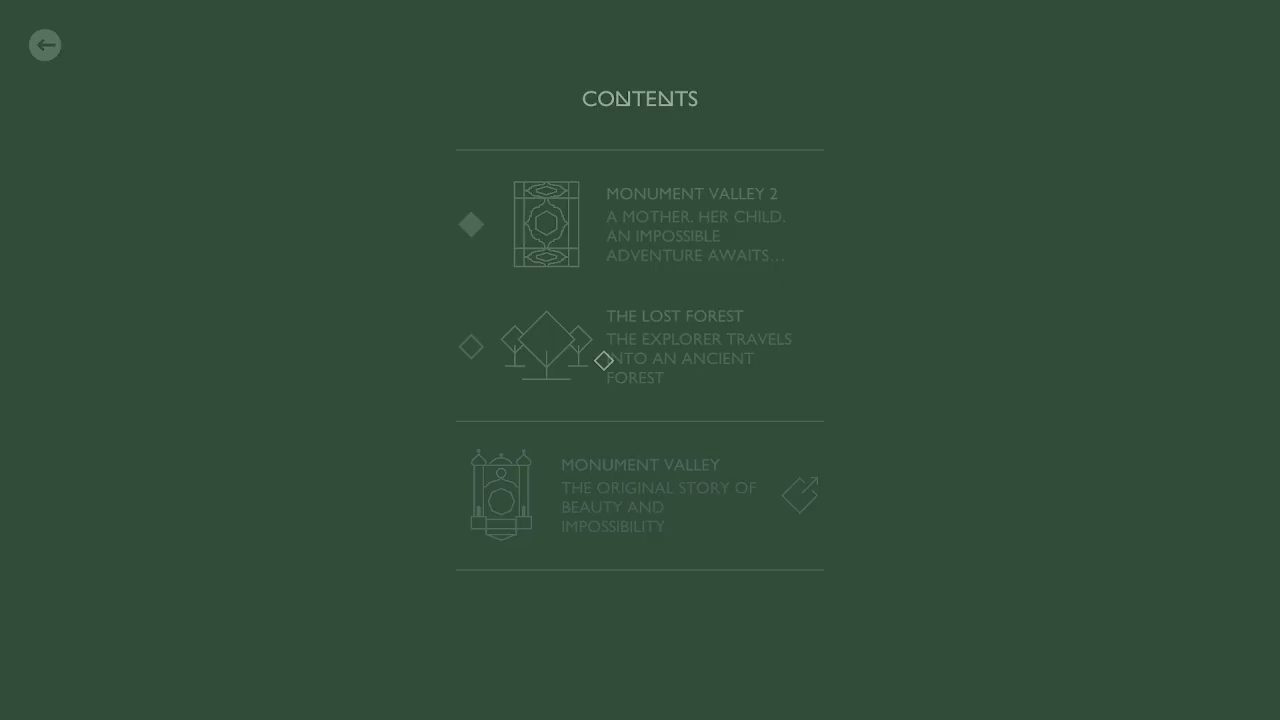 CONTENTS
MONUMENT VALLEY 2
A MOTHER. HER CHILD.
AN IMPOSSIBLE
ADVENTURE AWAITS...
THE LOST FOREST
THE EXPLORER TRAVELS
INTO AN ANCIENT
FOREST
MONUMENT VALLEY
THE ORIGINAL STORY OF
BEAUTY AND
IMPOSSIBILITY